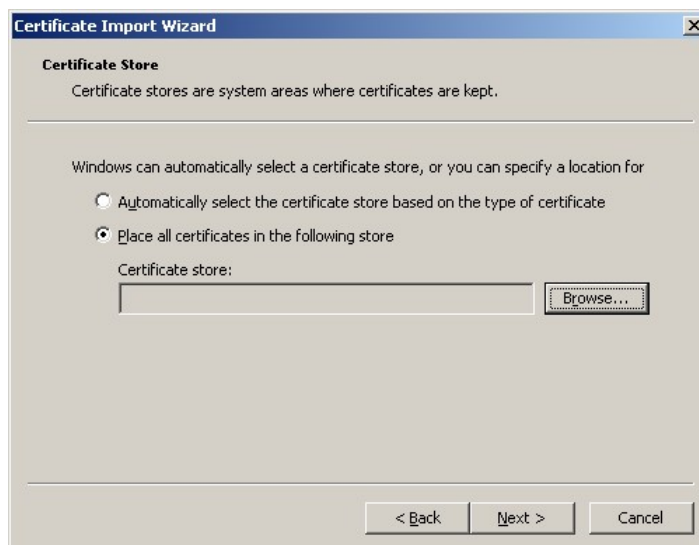 Certificate Import Wizard
Certificate Store
Certificate stores are system areas where certificates are kept.
Windows can automatically select a certificate store, or you can specify a location for
Automatically select the certificate store based on the type of certificate
Place all certificates in the following store
Certificate store:
Browse...
< Back Next > Cancel